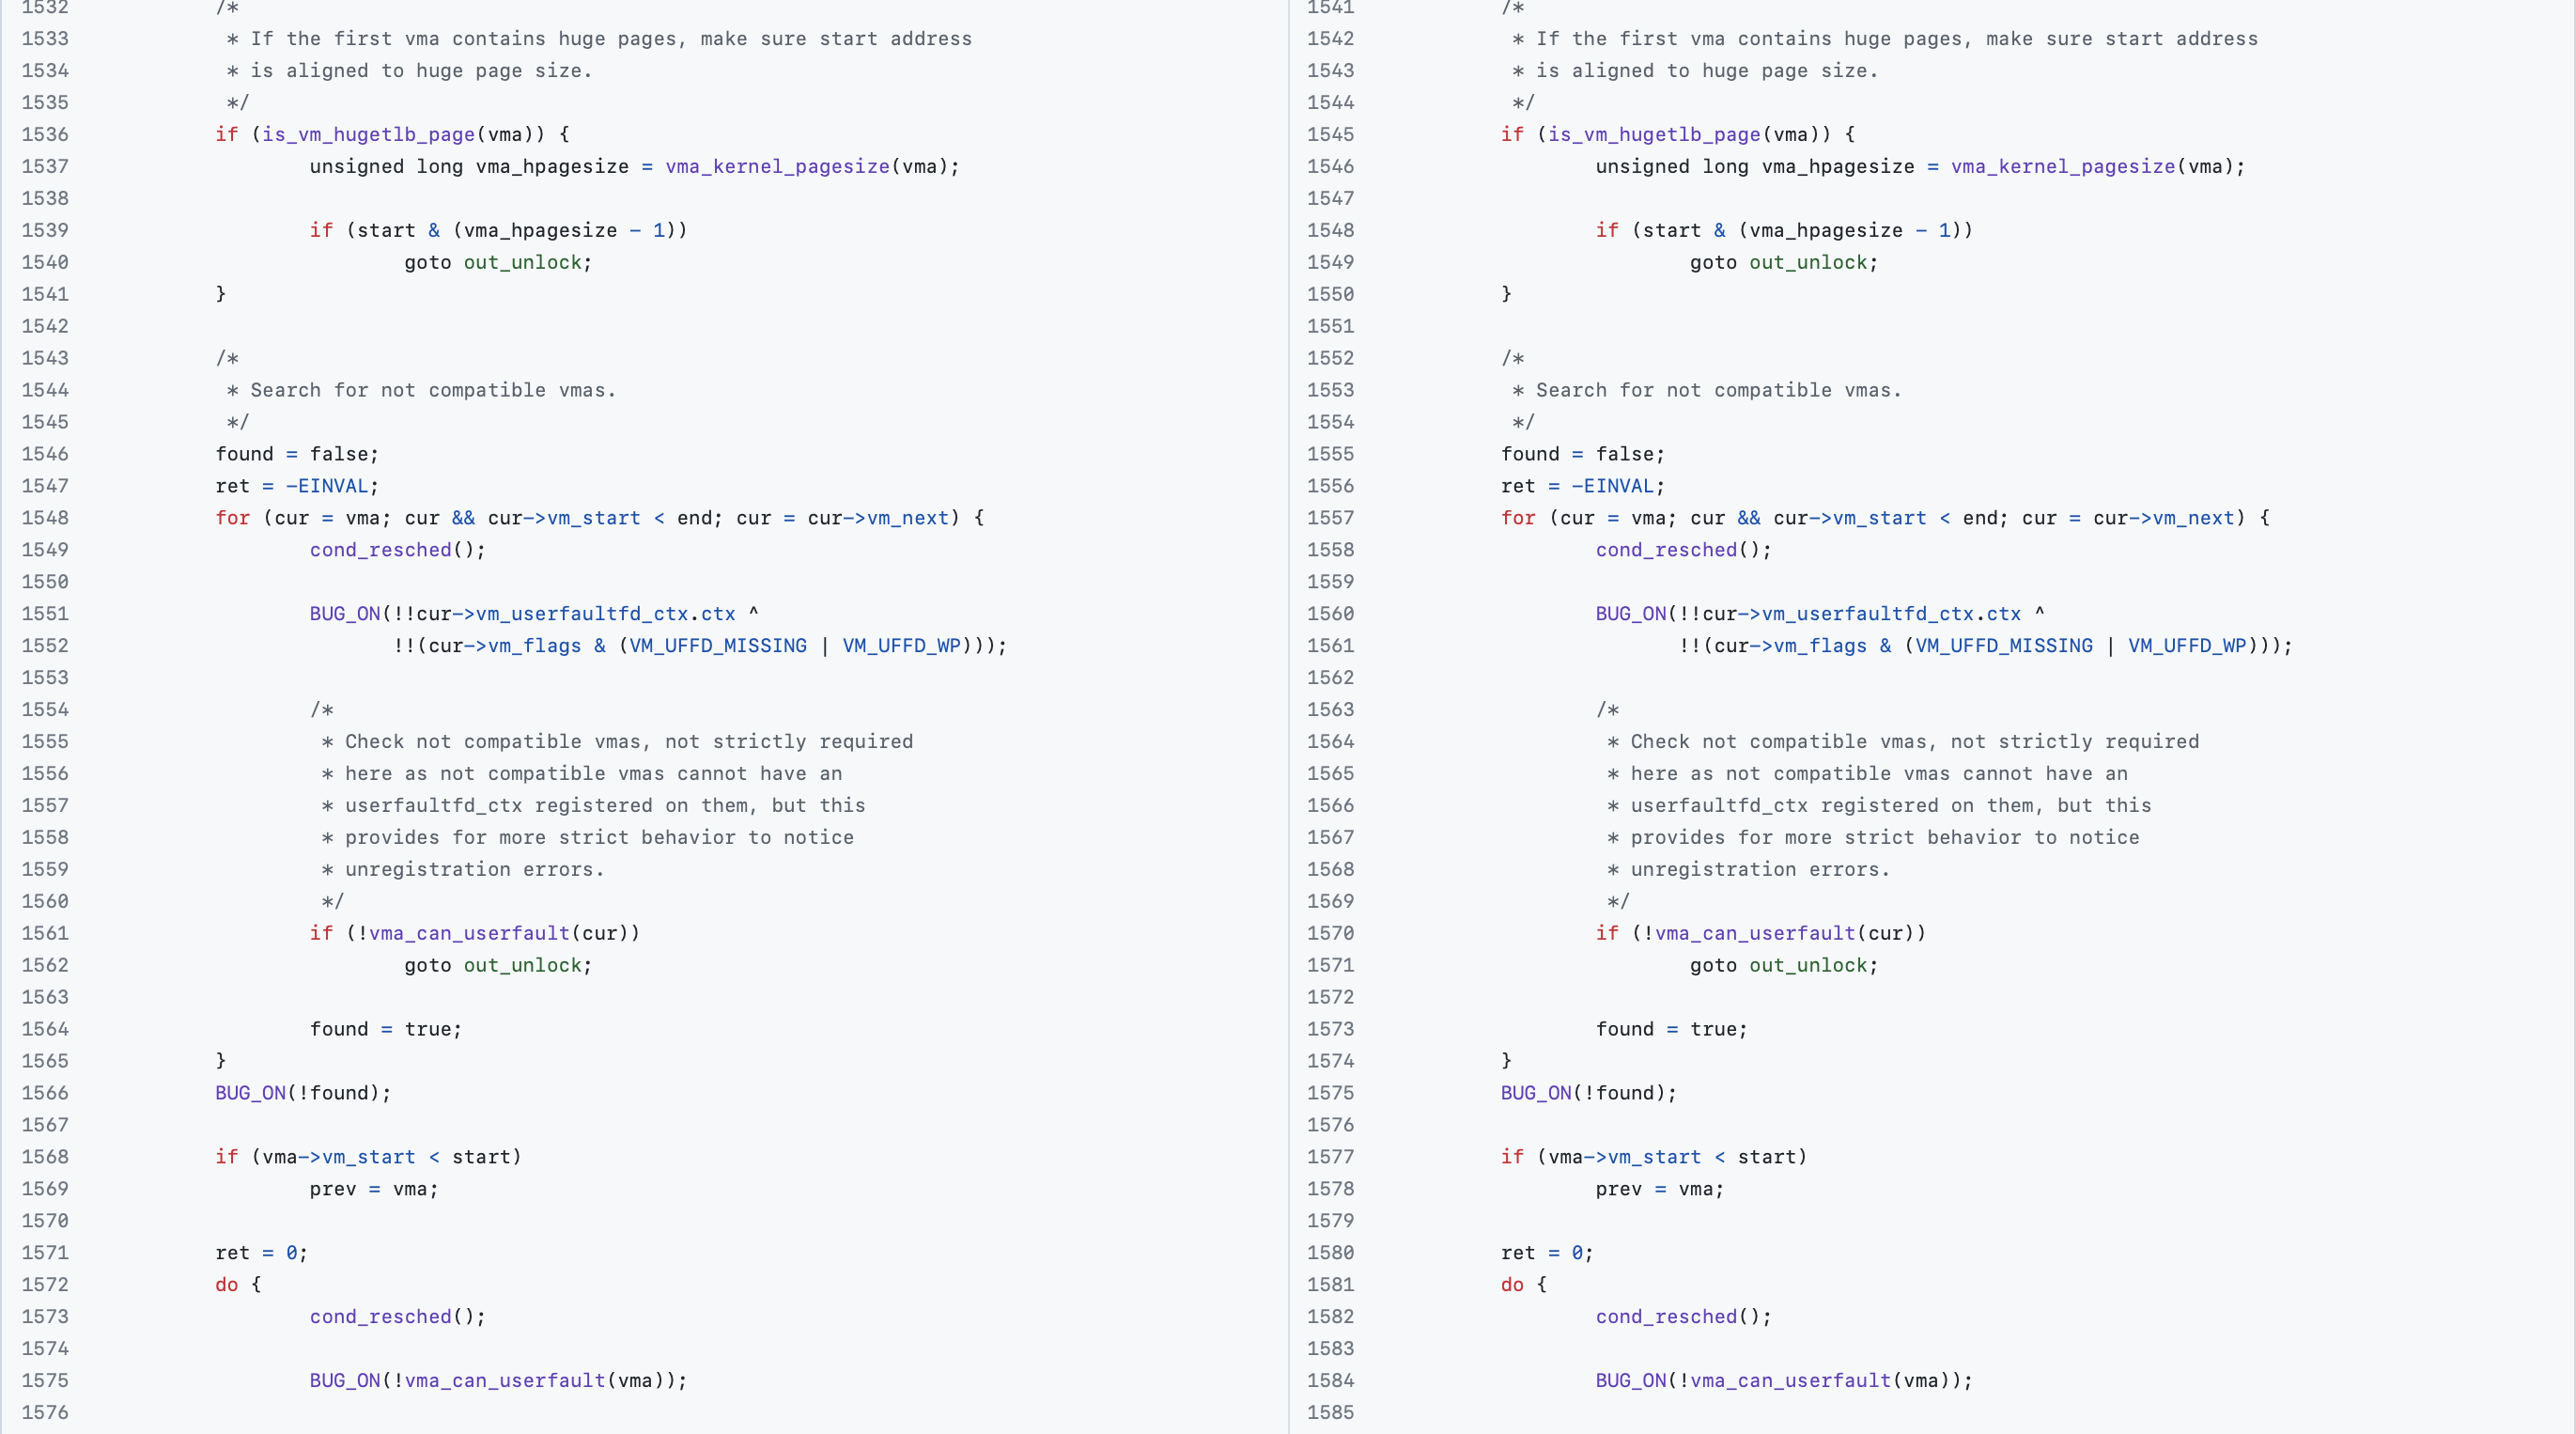 1532 /*
1533 * If the first vma contains huge pages, make sure start address
1534 * is aligned to huge page size.
1535 */
1536 if (is_vm_hugetlb_page(vma)) {
1537 unsigned long vma_hpagesize = vma_kernel_pagesize(vma);
1538
1539 if (start & (vma_hpagesize - 1))
1540 goto out_unlock;
1541 }
1542
1543 /*
1544 * Search for not compatible vmas.
1545 */
1546 found = false;
1547 ret = -EINVAL;
1548 for (cur = vma; cur && cur->vm_start < end; cur = cur->vm_next) {
1549 cond_resched();
1550
1551 BUG_ON(!!cur->vm_userfaultfd_ctx.ctx ^
1552 !!(cur->vm_flags & (VM_UFFD_MISSING | VM_UFFD_WP)));
1553
1554 /*
1555 * Check not compatible vmas, not strictly required
1556 * here as not compatible vmas cannot have an
1557 * userfaultfd_ctx registered on them, but this
1558 * provides for more strict behavior to notice
1559 * unregistration errors.
1560 */
1561 if (!vma_can_userfault(cur))
1562 goto out_unlock;
1563
1564 found = true;
1565 }
1566 BUG_ON(!found);
1567
1568 if (vma->vm_start < start)
1569 prev = vma;
1570
1571 ret = 0;
1572 do {
1573 cond_resched();
1574
1575 BUG_ON(!vma_can_userfault(vma));
1576
1541 /*
1542 * If the first vma contains huge pages, make sure start address
1543 * is aligned to huge page size.
1544 */
1545 if (is_vm_hugetlb_page(vma)) {
1546 unsigned long vma_hpagesize = vma_kernel_pagesize(vma);
1547
1548 if (start & (vma_hpagesize - 1))
1549 goto out_unlock;
1550 }
1551
1552 /*
1553 * Search for not compatible vmas.
1554 */
1555 found = false;
1556 ret = -EINVAL;
1557 for (cur = vma; cur && cur->vm_start < end; cur = cur->vm_next) {
1558 cond_resched();
1559
1560 BUG_ON(!!cur->vm_userfaultfd_ctx.ctx ^
1561 !!(cur->vm_flags & (VM_UFFD_MISSING | VM_UFFD_WP)));
1562
1563 /*
1564 * Check not compatible vmas, not strictly required
1565 * here as not compatible vmas cannot have an
1566 * userfaultfd_ctx registered on them, but this
1567 * provides for more strict behavior to notice
1568 * unregistration errors.
1569 */
1570 if (!vma_can_userfault(cur))
1571 goto out_unlock;
1572
1573 found = true;
1574 }
1575 BUG_ON(!found);
1576
1577 if (vma->vm_start < start)
1578 prev = vma;
1579
1580 ret = 0;
1581 do {
1582 cond_resched();
1583
1584 BUG_ON(!vma_can_userfault(vma));
1585